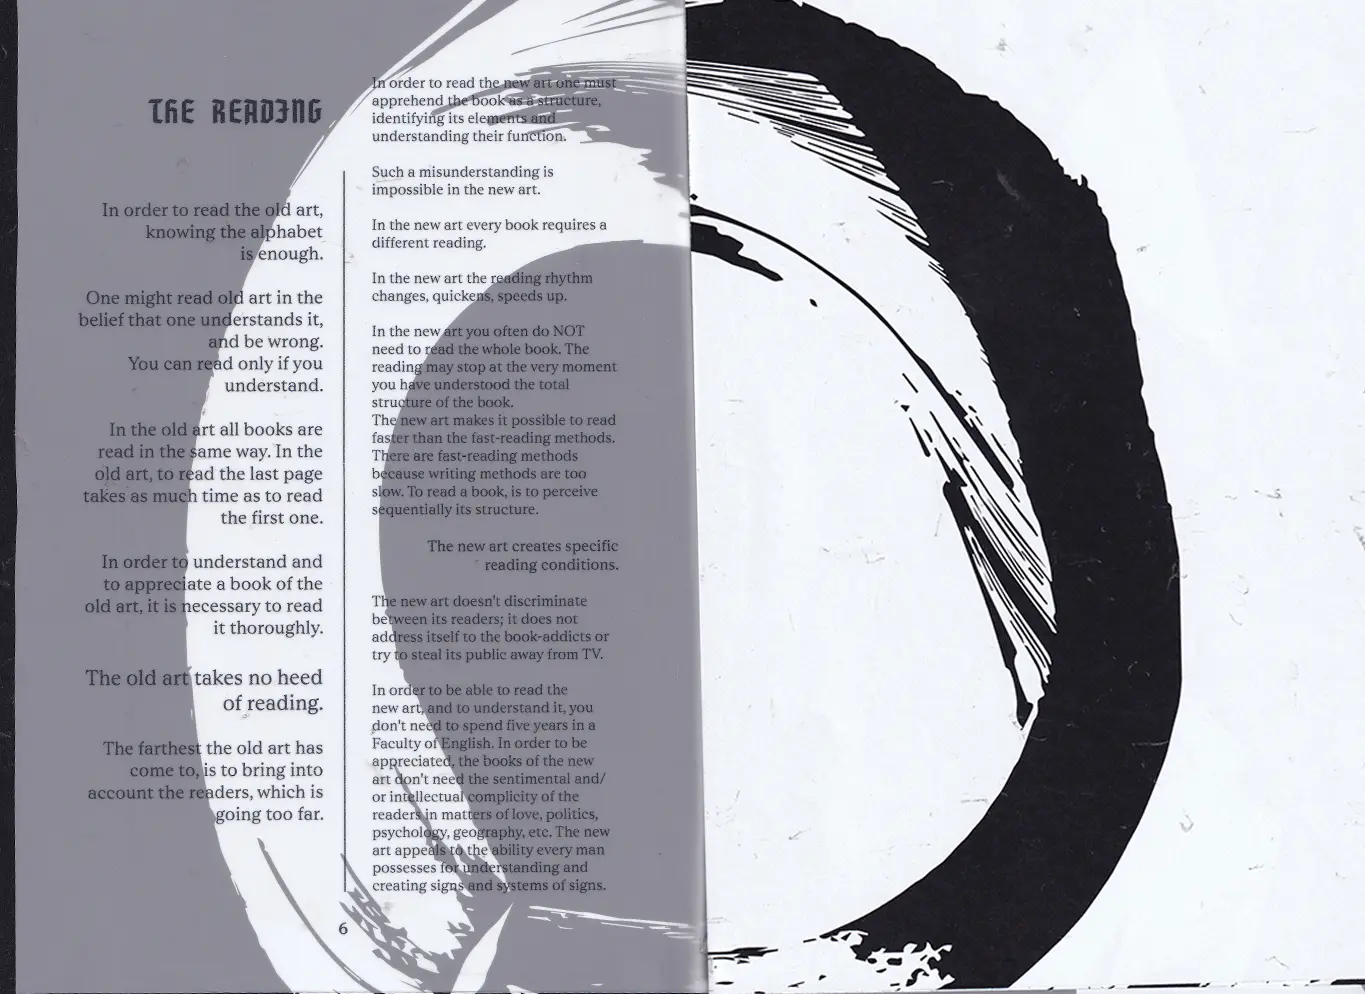 THE READING
In order to read the old art,
knowing the alphabet
is enough.
One might read old art in the
belief that one understands it,
and be wrong.
You can read only if you
understand.
In the old art all books are
read in the same way. In the
old art, to read the last page
takes as much time as to read
the first one.
In order to understand and
to appreciate a book of the
old art, it is necessary to read
it thoroughly.
The old art takes no heed
of reading.
The farthest the old art has
come to, is to bring into
account the readers, which is
going too far.
In order to read the new art one must
apprehend the book as a structure,
identifying its elements and
understanding their function.
Such a misunderstanding is
impossible in the new art.
In the new art every book requires a
different reading.
In the new art the reading rhythm
changes, quickens, speeds up.
In the new art you often do NOT
need to read the whole book. The
reading may stop at the very moment
you have understood the total
structure of the book.
The new art makes it possible to read
faster than the fast-reading methods.
There are fast-reading methods
because writing methods are too
slow. To read a book, is to perceive
sequentially its structure.
The new art creates specific
reading conditions.
The new art doesn't discriminate
between its readers; it does not
address itself to the book-addicts or
try to steal its public away from TV.
In order to be able to read the
new art, and to understand it, you
don't need to spend five years in a
Faculty of English. In order to be
appreciated, the books of the new
art don't need the sentimental and/
or intellectual complicity of the
readers in matters of love, politics,
psychology, geography, etc. The new
art appeals to the ability every man
possesses for understanding and
creating signs and systems of signs.
6